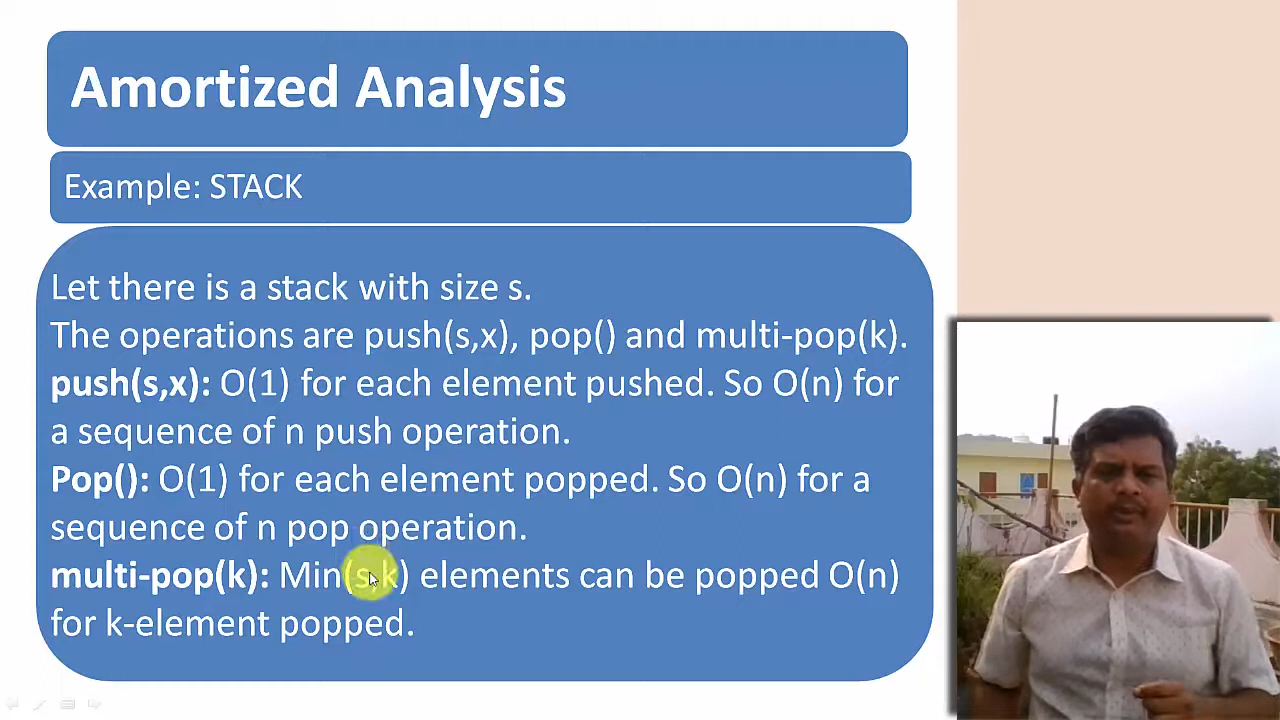 Amortized Analysis
Example: STACK
Let there is a stack with size s.
The operations are push(s,x), pop() and multi-pop(k).
push(s,x): O(1) for each element pushed. So O(n) for
a sequence of n push operation.
Pop(): O(1) for each element popped. So O(n) for a
sequence of n pop operation.
multi-pop(k): Min(s,k) elements can be popped O(n)
for k-element popped.